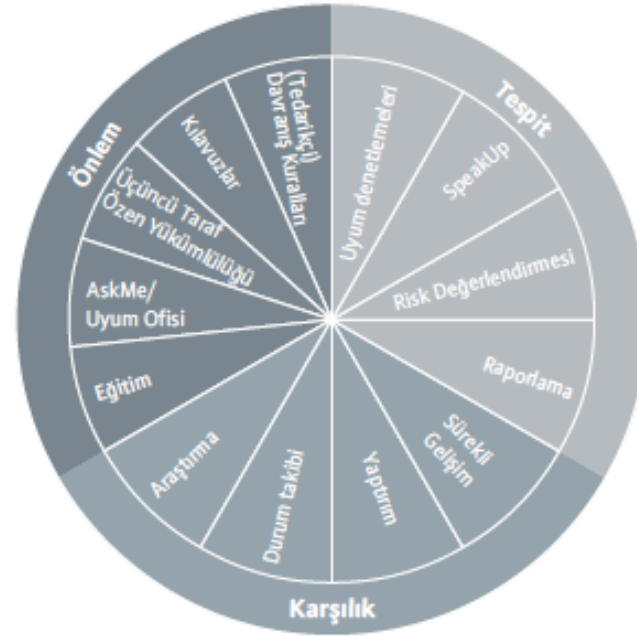 Önlem
(Tedarikçi)
Davranış Kuralları
Kılavuzlar
Üçüncü Taraf
Özen Yükümlülüğü
AskMe/
Uyum Ofisi
Eğitim
Tespit
Uyum denetlemeleri
SpeakUp
Risk Değerlendirmesi
Raporlama
Karşılık
Sürekli
Gelişim
Yaptırım
Durum takibi
Araştırma